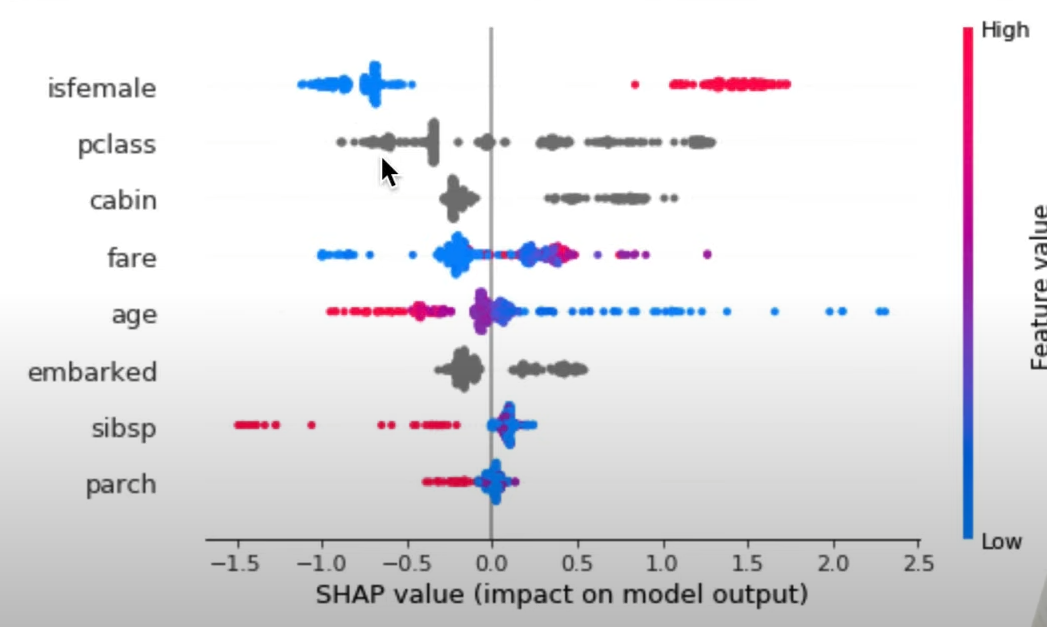 High
isfemale
pclass
cabin
fare
age
embarked
sibsp
parch
Feature value
Low
−1.5 −1.0 −0.5 0.0 0.5 1.0 1.5 2.0 2.5
SHAP value (impact on model output)